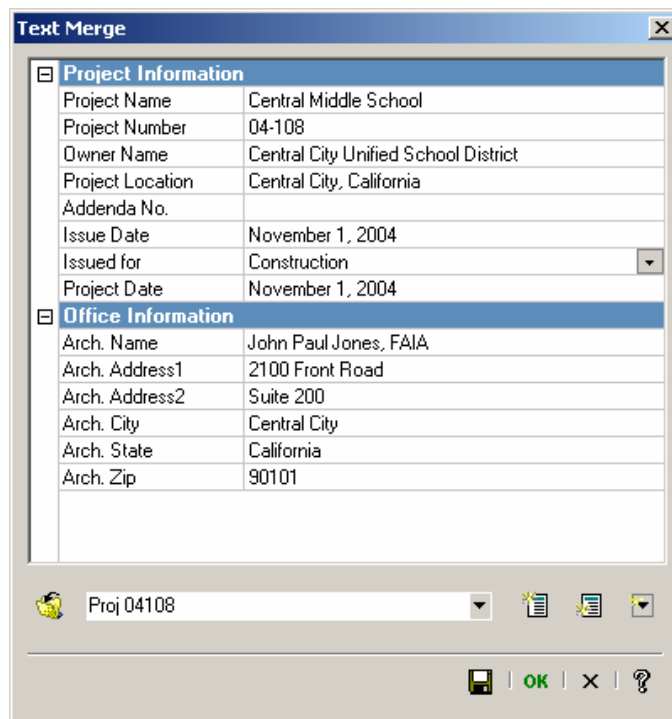 Text Merge
Project Information
Project Name Central Middle School
Project Number 04-108
Owner Name Central City Unified School District
Project Location Central City, California
Addenda No.
Issue Date November 1, 2004
Issued for Construction
Project Date November 1, 2004
Office Information
Arch. Name John Paul Jones, FAIA
Arch. Address1 2100 Front Road
Arch. Address2 Suite 200
Arch. City Central City
Arch. State California
Arch. Zip 90101
Proj 04108
OK